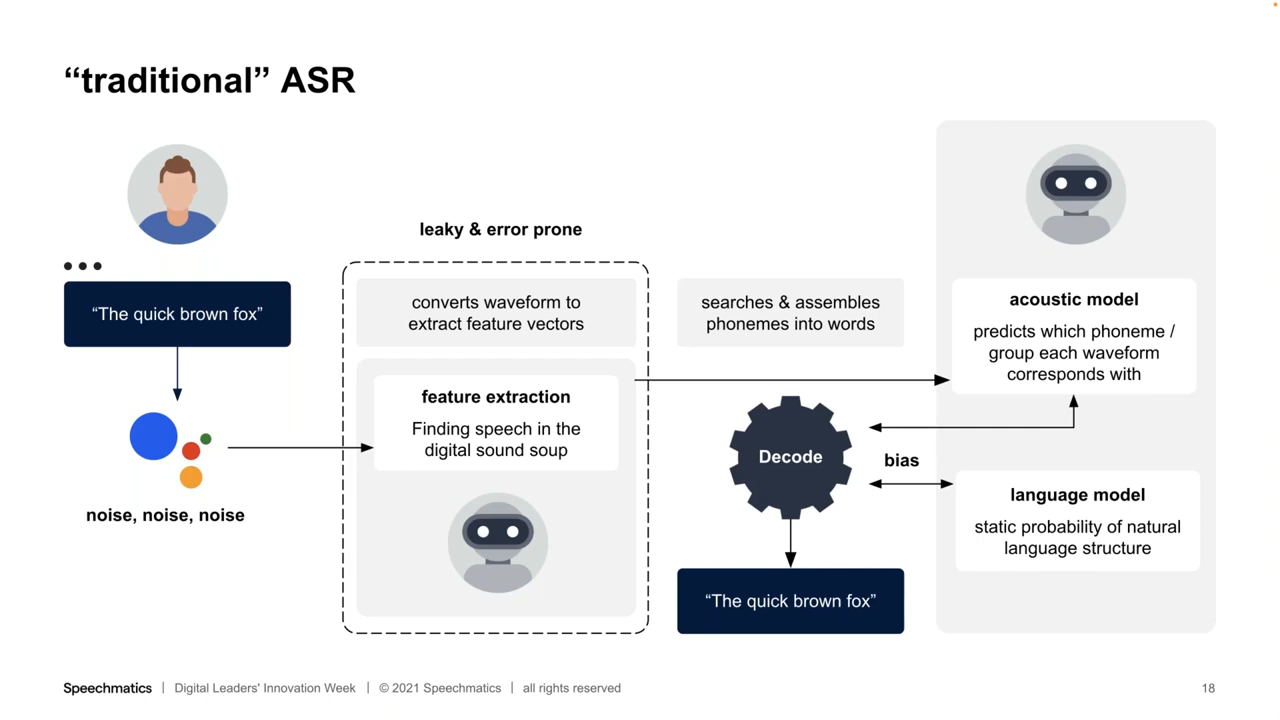 “traditional” ASR
“The quick brown fox”
noise, noise, noise
leaky & error prone
converts waveform to
extract feature vectors
feature extraction
Finding speech in the
digital sound soup
searches & assembles
phonemes into words
Decode
bias
“The quick brown fox”
acoustic model
predicts which phoneme /
group each waveform
corresponds with
language model
static probability of natural
language structure
Speechmatics | Digital Leaders' Innovation Week | © 2021 Speechmatics | all rights reserved
18